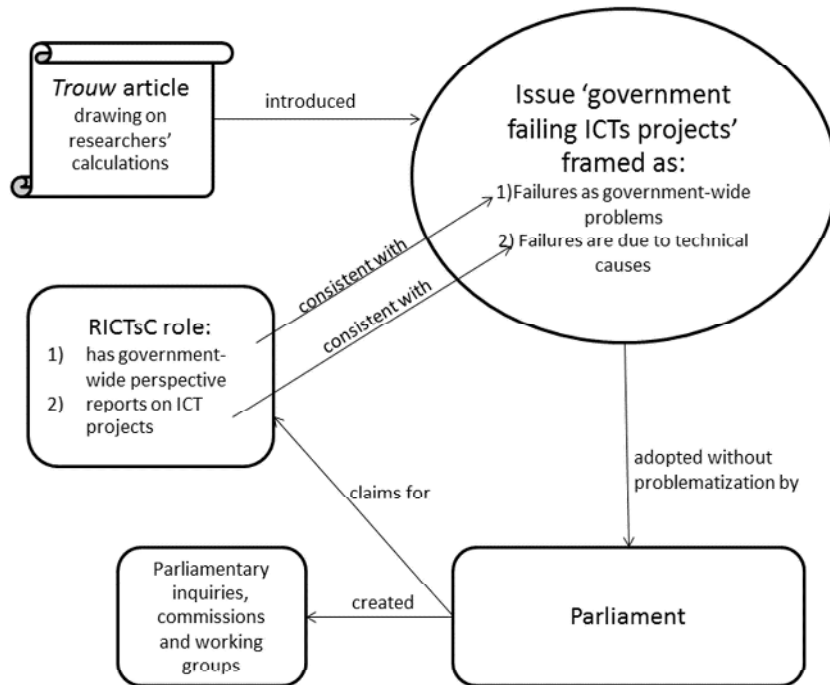 Trouw article
drawing on
researchers'
calculations
introduced
Issue 'government
failing ICTs projects'
framed as:
1)Failures as government-wide
problems
2) Failures are due to technical
causes
consistent with
consistent with
RICTsC role:
1) has government-
wide perspective
2) reports on ICT
projects
adopted without
problematization by
claims for
Parliamentary
inquiries,
commissions
and working
groups
created
Parliament